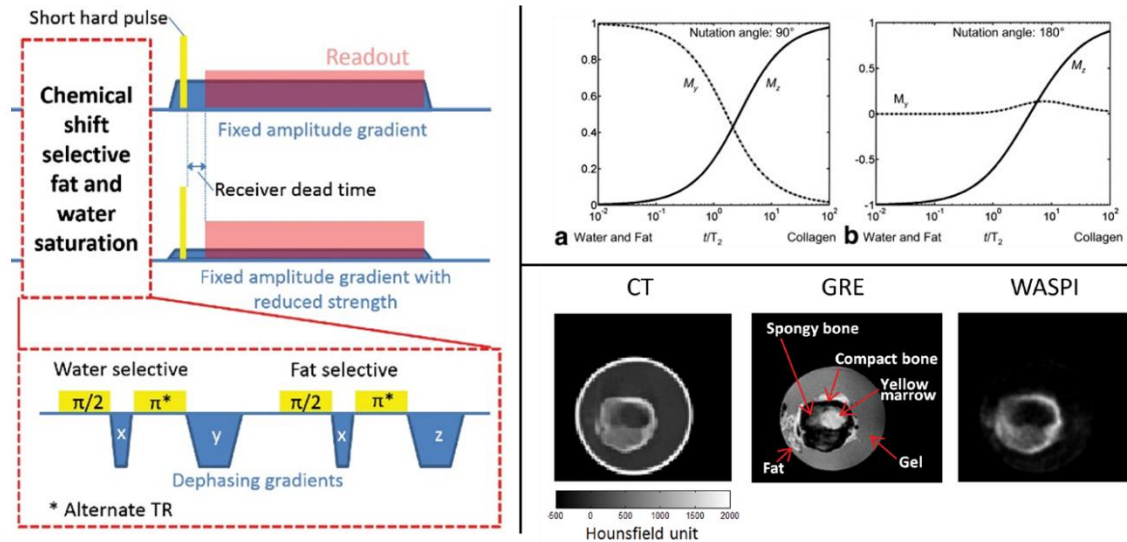 Short hard pulse
Readout
Chemical
shift
selective
fat and
water
saturation
Fixed amplitude gradient
Receiver dead time
Fixed amplitude gradient with
reduced strength
Water selective
Fat selective
π/2
π*
π/2
π*
x
y
x
z
Dephasing gradients
* Alternate TR
Nutation angle: 90°
My
Mz
1
0.8
0.6
0.4
0.2
0
10-2
10-1
100
101
102
a
Water and Fat
t/T2
Collagen
Nutation angle: 180°
My
Mz
1
0.5
0
-0.5
-1
10-2
10-1
100
101
102
b
Water and Fat
t/T2
Collagen
CT
GRE
WASPI
Spongy bone
Compact bone
Yellow
marrow
Fat
Gel
-500
0
500
1000
1500
2000
Hounsfield unit